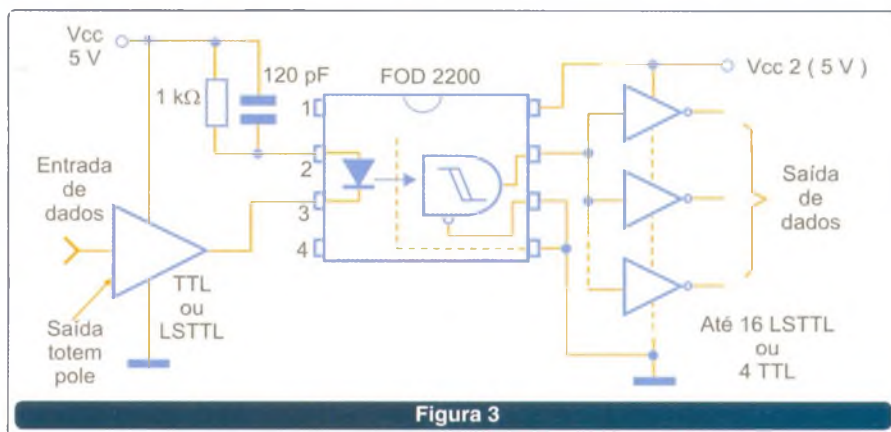 Vcc
5 V
120 pF
1 kΩ
FOD 2200
1
2
3
4
Vcc 2 ( 5 V )
Entrada
de
dados
TTL
ou
LSTTL
Saída
totem
pole
Saída
de
dados
Até 16 LSTTL
ou
4 TTL
Figura 3